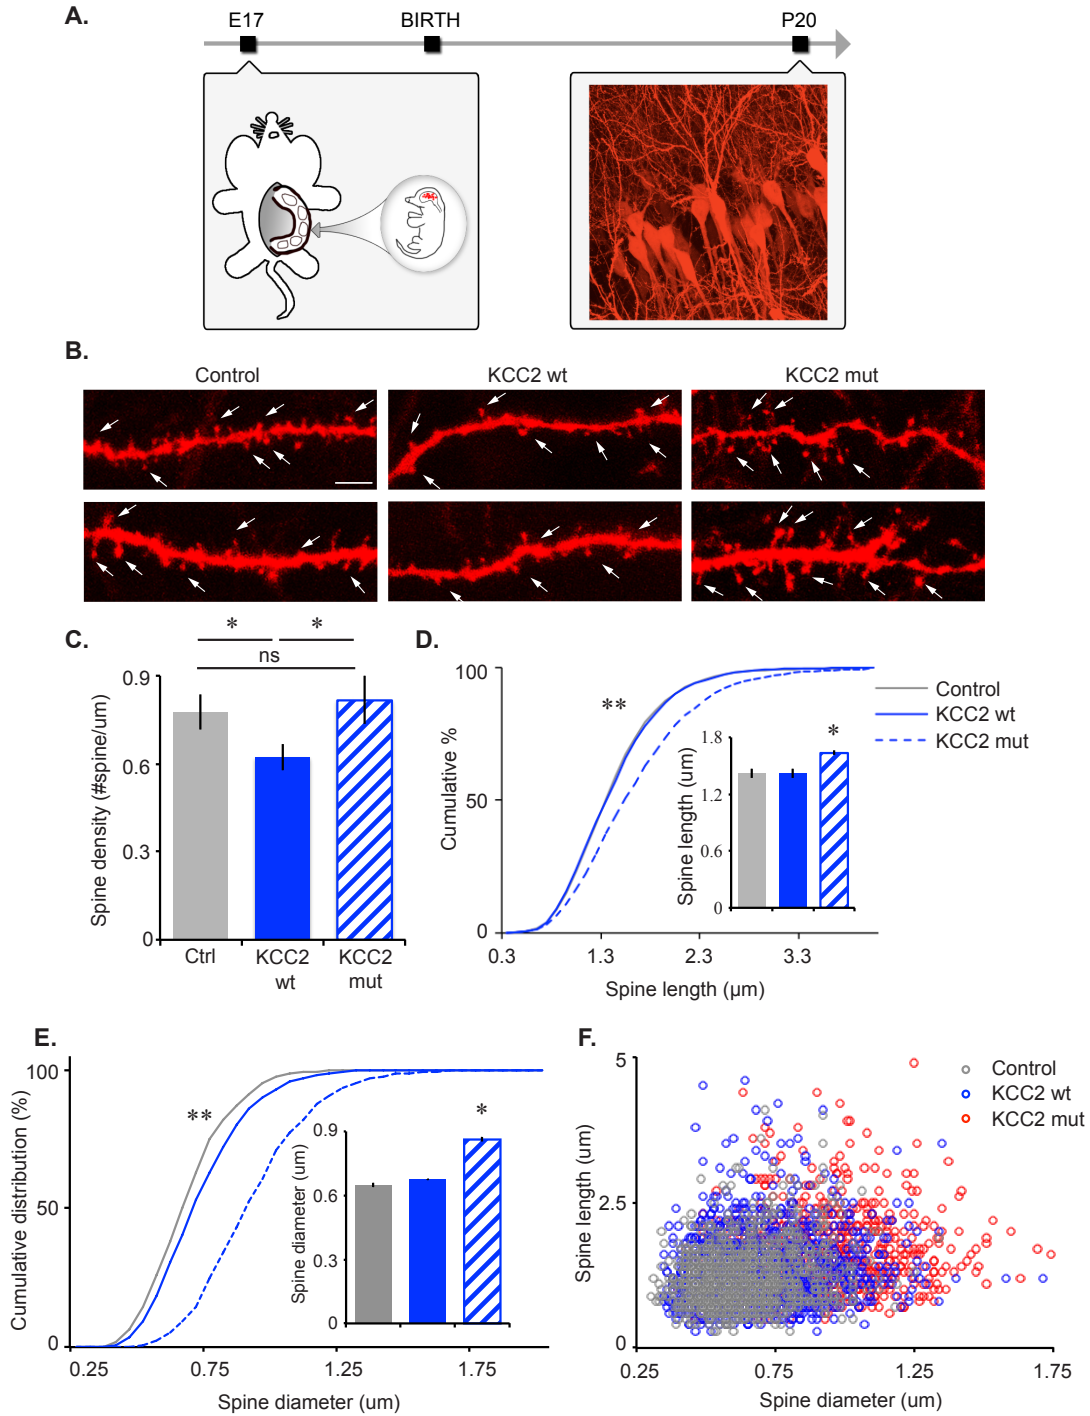 A.
E17 BIRTH P20
B.
Control KCC2 wt KCC2 mut
C.
* *
ns
Spine density (#spine/um)
0.9
0.6
0.3
0
Ctrl KCC2 wt KCC2 mut
D.
Cumulative %
100
50
0
0.3 1.3 2.3 3.3
Spine length (µm)
**
Control
KCC2 wt
KCC2 mut
Spine length (um)
1.8
1.2
0.6
0
*
E.
Cumulative distribution (%)
100
50
0
0.25 0.75 1.25 1.75
Spine diameter (um)
**
Spine diameter (um)
0.9
0.6
0.3
0
*
F.
Spine length (um)
5
2.5
0
0.25 0.75 1.25 1.75
Spine diameter (um)
Control
KCC2 wt
KCC2 mut